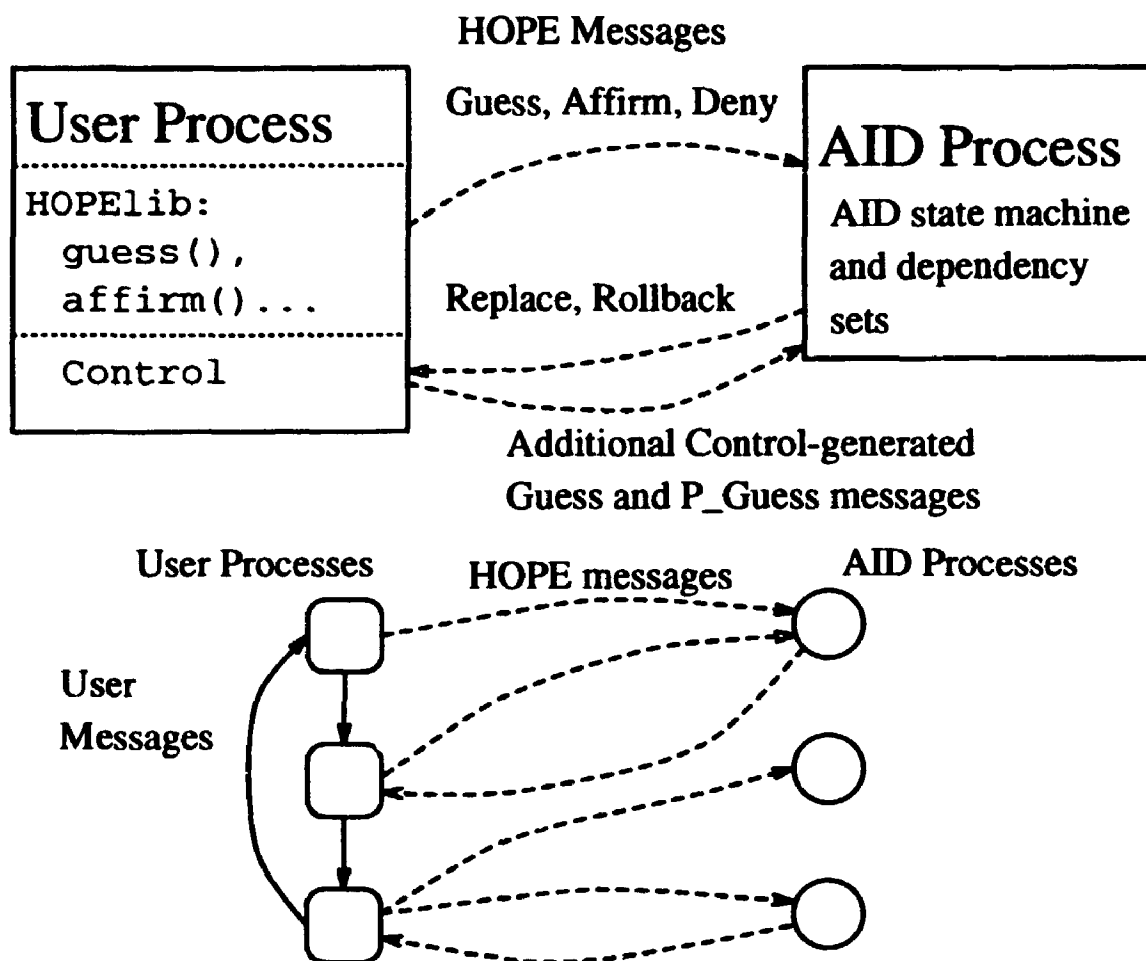 HOPE Messages
User Process
HOPElib:
guess(),
affirm()...
Control
Guess, Affirm, Deny
Replace, Rollback
AID Process
AID state machine
and dependency
sets
Additional Control-generated
Guess and P_Guess messages
User Processes
HOPE messages
AID Processes
User
Messages